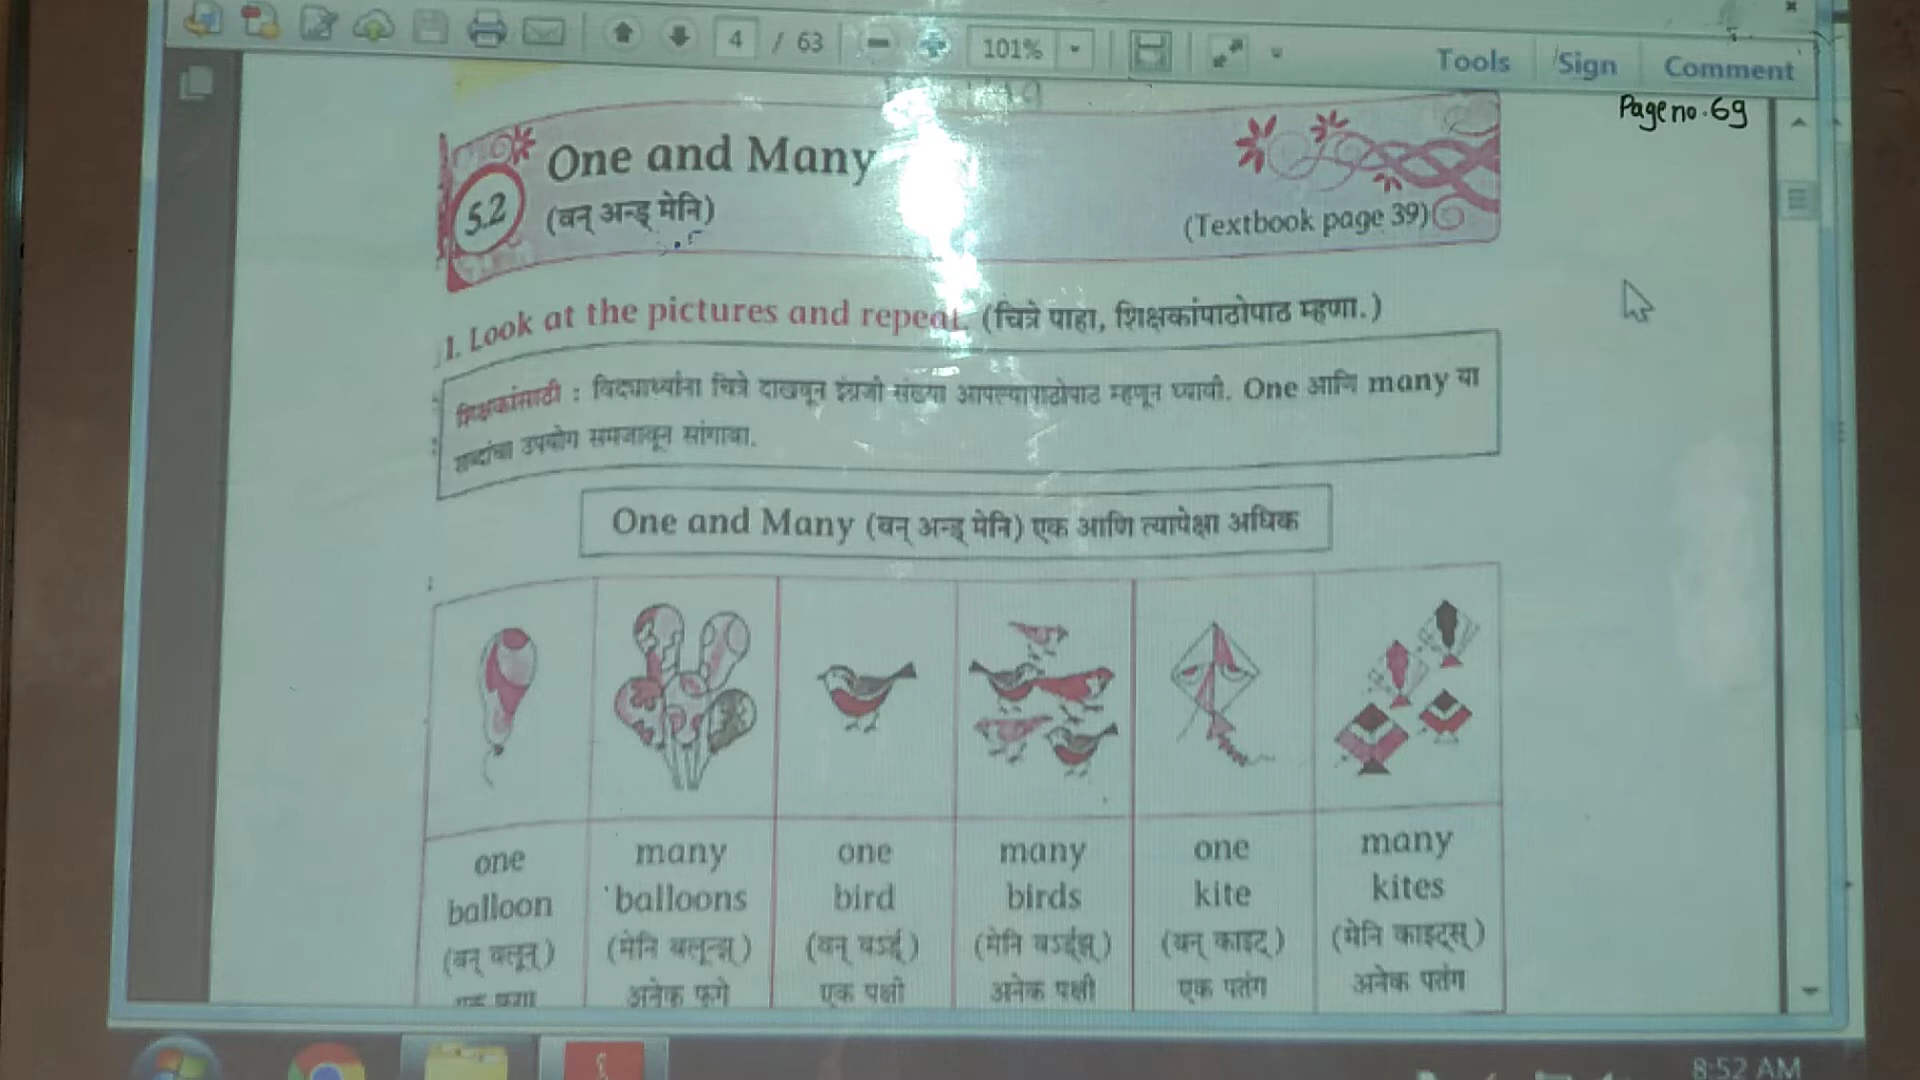 4 / 63
101%
Tools
Sign
Comment
Page no. 69
5.2
One and Many
(वन् अन्ड् मेनि)
(Textbook page 39)
1. Look at the pictures and repeat. (चित्रे पाहा, शिक्षकांपाठोपाठ म्हणा.)
शिक्षकांसाठी : विद्यार्थ्यांना चित्रे दाखवून इंग्रजी संख्या आपल्यापाठोपाठ म्हणून घ्यावी. One आणि many या
शब्दांचा उपयोग समजावून सांगावा.
One and Many (वन् अन्ड् मेनि) एक आणि त्यापेक्षा अधिक
one
balloon
(वन् बलून्)
एक फुगा
many
balloons
(मेनि बलून्झ्)
अनेक फुगे
one
bird
(वन् बऽर्ड्)
एक पक्षी
many
birds
(मेनि बऽर्ड्झ्)
अनेक पक्षी
one
kite
(वन् काइट्)
एक पतंग
many
kites
(मेनि काइट्स्)
अनेक पतंग
8:52 AM